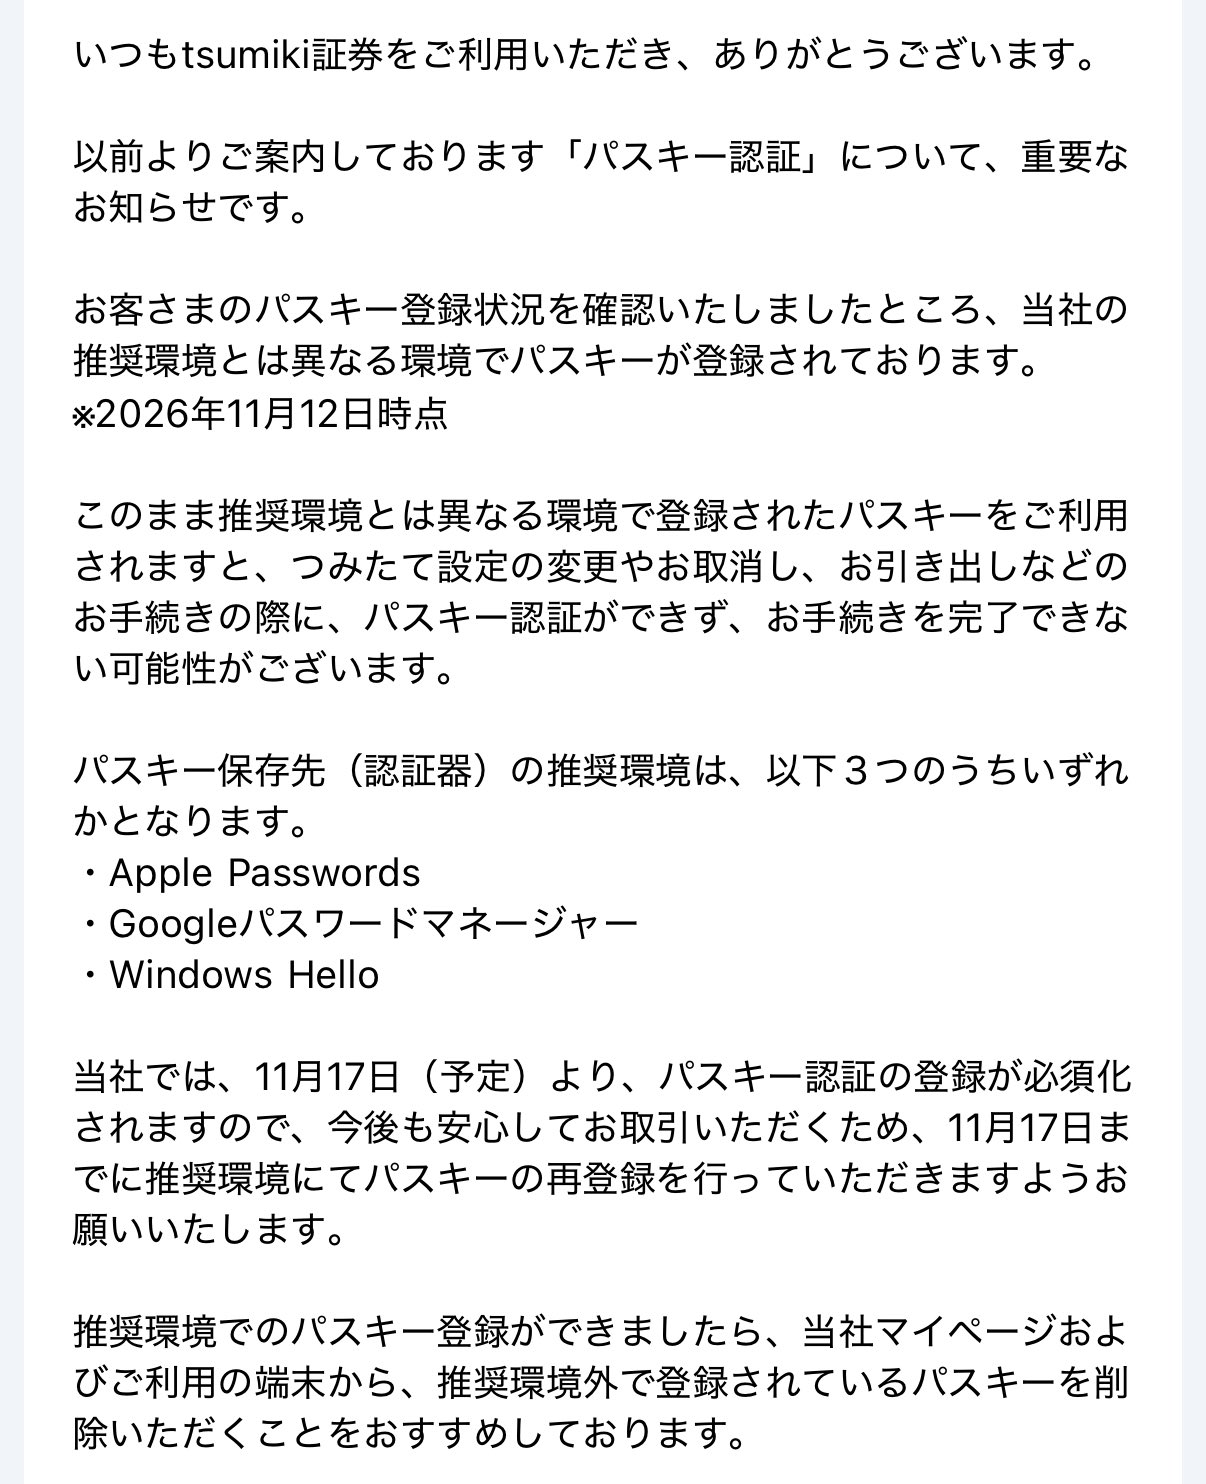 いつもtsumiki証券をご利用いただき、ありがとうございます。
以前よりご案内しております「パスキー認証」について、重要な
お知らせです。
お客さまのパスキー登録状況を確認いたしましたところ、当社の
推奨環境とは異なる環境でパスキーが登録されております。
※2026年11月12日時点
このまま推奨環境とは異なる環境で登録されたパスキーをご利用
されますと、つみたて設定の変更やお取消し、お引き出しなどの
お手続きの際に、パスキー認証ができず、お手続きを完了できな
い可能性がございます。
パスキー保存先（認証器）の推奨環境は、以下３つのうちいずれ
かとなります。
・Apple Passwords
・Googleパスワードマネージャー
・Windows Hello
当社では、11月17日（予定）より、パスキー認証の登録が必須化
されますので、今後も安心してお取引いただくため、11月17日ま
でに推奨環境にてパスキーの再登録を行っていただきますようお
願いいたします。
推奨環境でのパスキー登録ができましたら、当社マイページおよ
びご利用の端末から、推奨環境外で登録されているパスキーを削
除いただくことをおすすめしております。